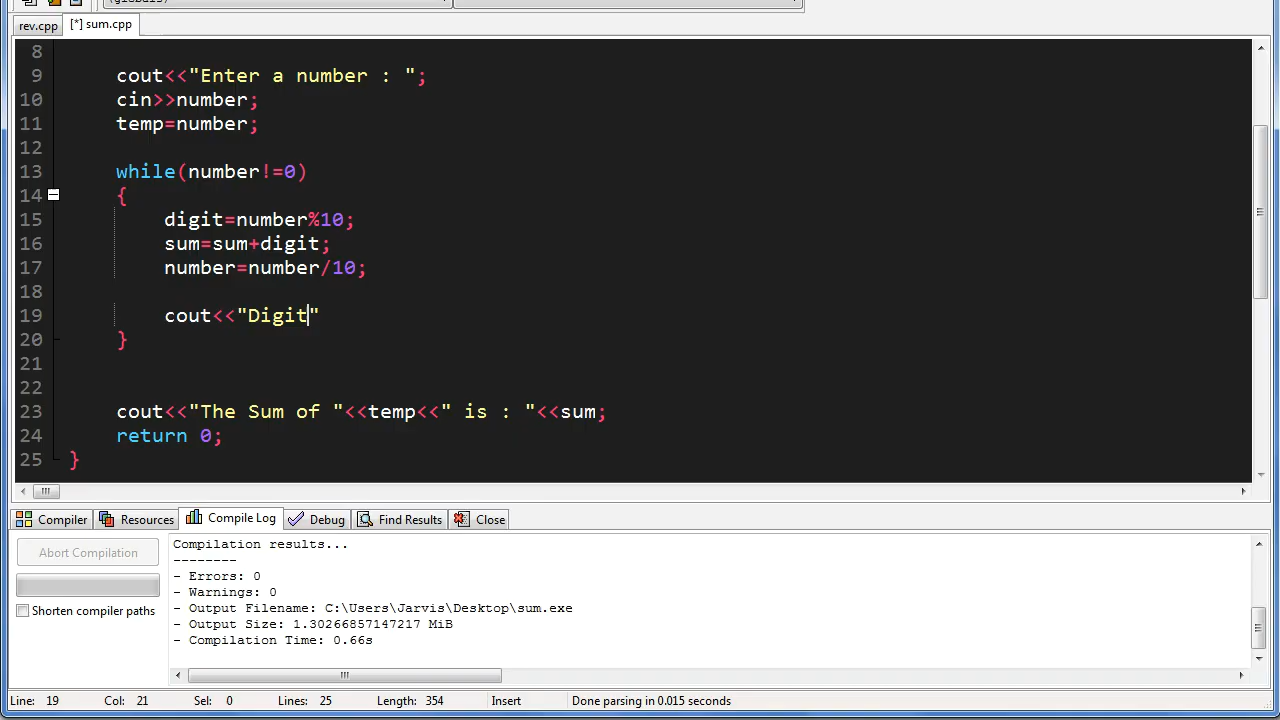 rev.cpp [*] sum.cpp
8
9 cout<<"Enter a number : ";
10 cin>>number;
11 temp=number;
12
13 while(number!=0)
14 {
15 digit=number%10;
16 sum=sum+digit;
17 number=number/10;
18
19 cout<<"Digit"
20 }
21
22
23 cout<<"The Sum of "<<temp<<" is : "<<sum;
24 return 0;
25 }
Compiler Resources Compile Log Debug Find Results Close
Abort Compilation
Shorten compiler paths
Compilation results...
--------
- Errors: 0
- Warnings: 0
- Output Filename: C:\Users\Jarvis\Desktop\sum.exe
- Output Size: 1.30266857147217 MiB
- Compilation Time: 0.66s
Line: 19 Col: 21 Sel: 0 Lines: 25 Length: 354 Insert Done parsing in 0.015 seconds